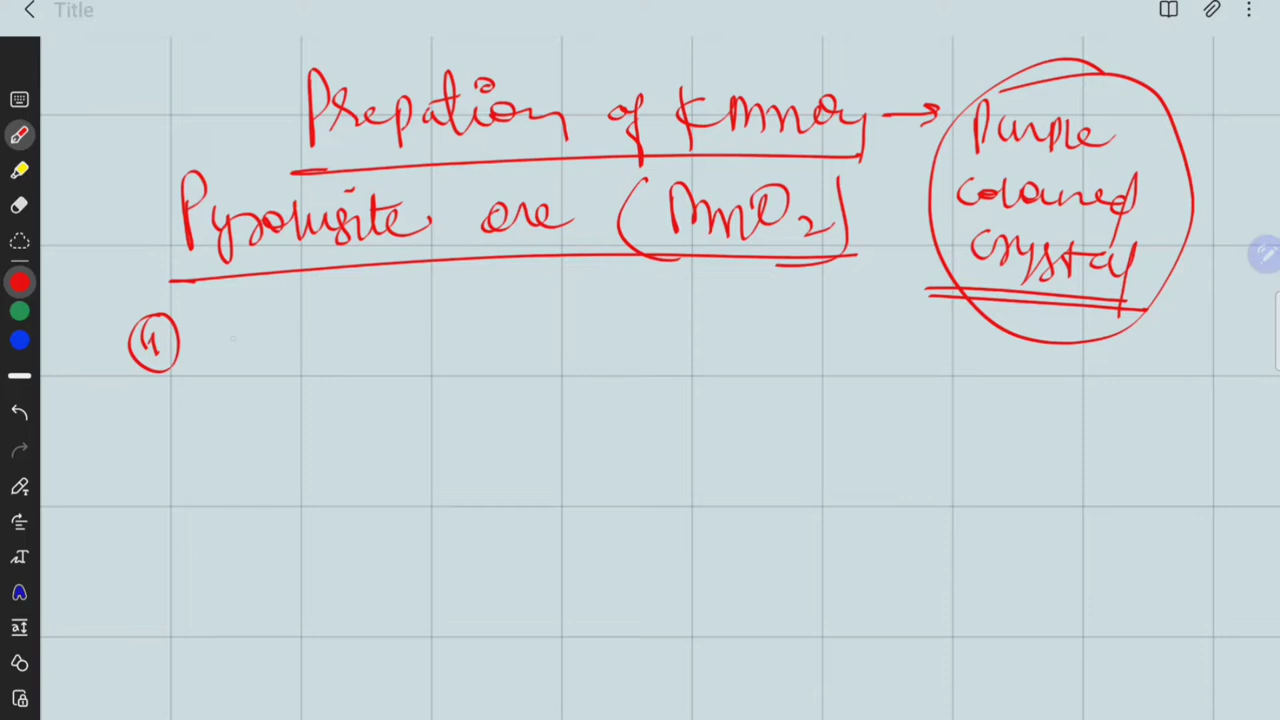 Title
Prepation of KMnO4 → Purple
coloured
crystal
Pyrolusite ore (MnO2)
1